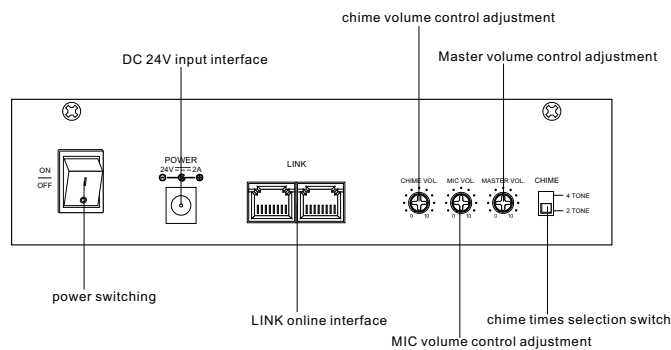 chime volume control adjustment
DC 24V input interface
Master volume control adjustment
ON
OFF
POWER
24V 2A
LINK
CHIME VOL.
MIC VOL.
MASTER VOL.
CHIME
4 TONE
2 TONE
0 10
0 10
0 10
power switching
LINK online interface
chime times selection switch
MIC volume control adjustment